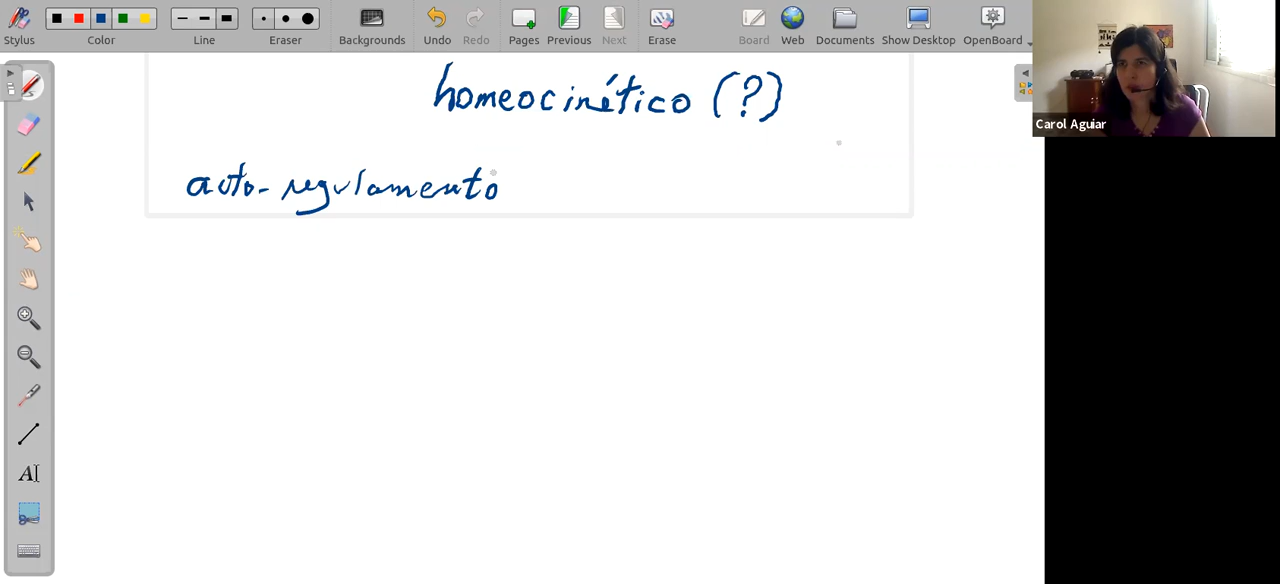 Stylus
Color
Line
Eraser
Backgrounds
Undo
Redo
Pages
Previous
Next
Erase
Board
Web
Documents
Show Desktop
OpenBoard
Carol Aguiar
homeocinético (?)
auto-regulamento
AI